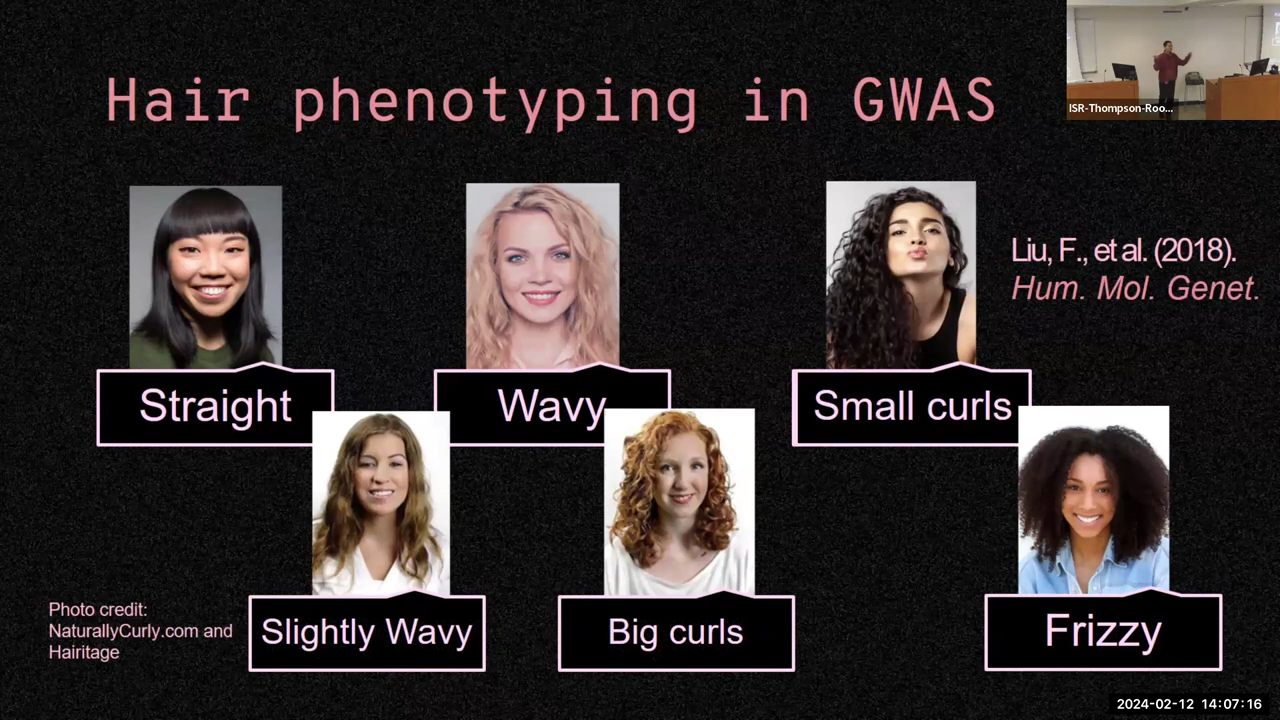 Hair phenotyping in GWAS
ISR-Thompson-Roo...
Liu, F., et al. (2018).
Hum. Mol. Genet.
Straight
Wavy
Small curls
Slightly Wavy
Big curls
Frizzy
Photo credit:
NaturallyCurly.com and
Hairitage
2024-02-12 14:07:16